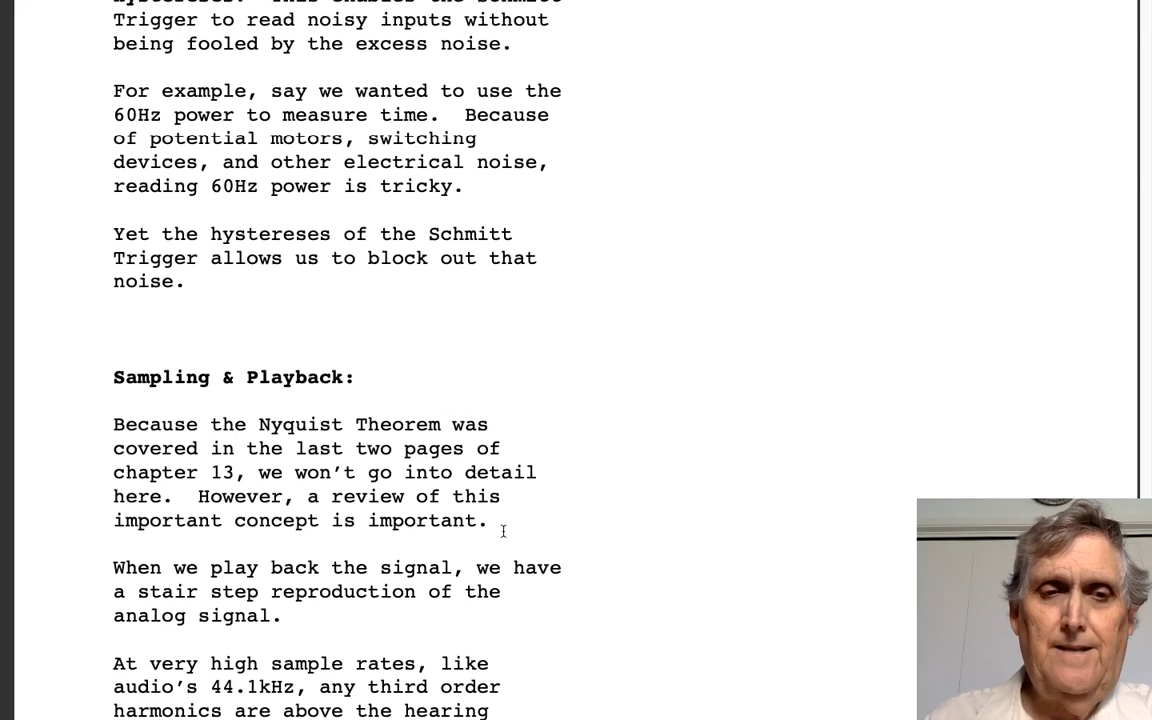 hystereses. This enables the Schmitt
Trigger to read noisy inputs without
being fooled by the excess noise.
For example, say we wanted to use the
60Hz power to measure time. Because
of potential motors, switching
devices, and other electrical noise,
reading 60Hz power is tricky.
Yet the hystereses of the Schmitt
Trigger allows us to block out that
noise.
Sampling & Playback:
Because the Nyquist Theorem was
covered in the last two pages of
chapter 13, we won’t go into detail
here. However, a review of this
important concept is important.
When we play back the signal, we have
a stair step reproduction of the
analog signal.
At very high sample rates, like
audio’s 44.1kHz, any third order
harmonics are above the hearing